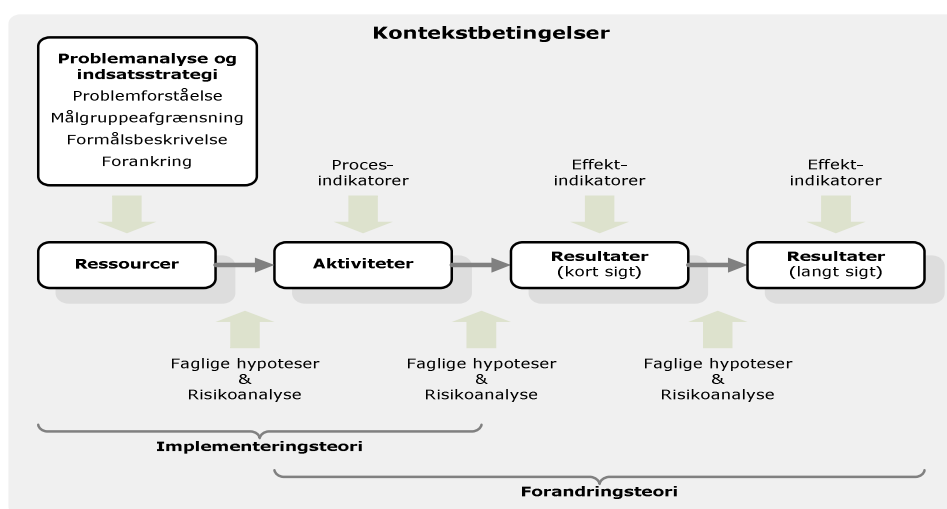 Kontekstbetingelser
Problemanalyse og
indsatsstrategi
Problemforståelse
Målgruppeafgrænsning
Formålsbeskrivelse
Forankring
Proces-
indikatorer
Effekt-
indikatorer
Effekt-
indikatorer
Ressourcer
Aktiviteter
Resultater
(kort sigt)
Resultater
(langt sigt)
Faglige hypoteser
&
Risikoanalyse
Faglige hypoteser
&
Risikoanalyse
Faglige hypoteser
&
Risikoanalyse
Implementeringsteori
Forandringsteori